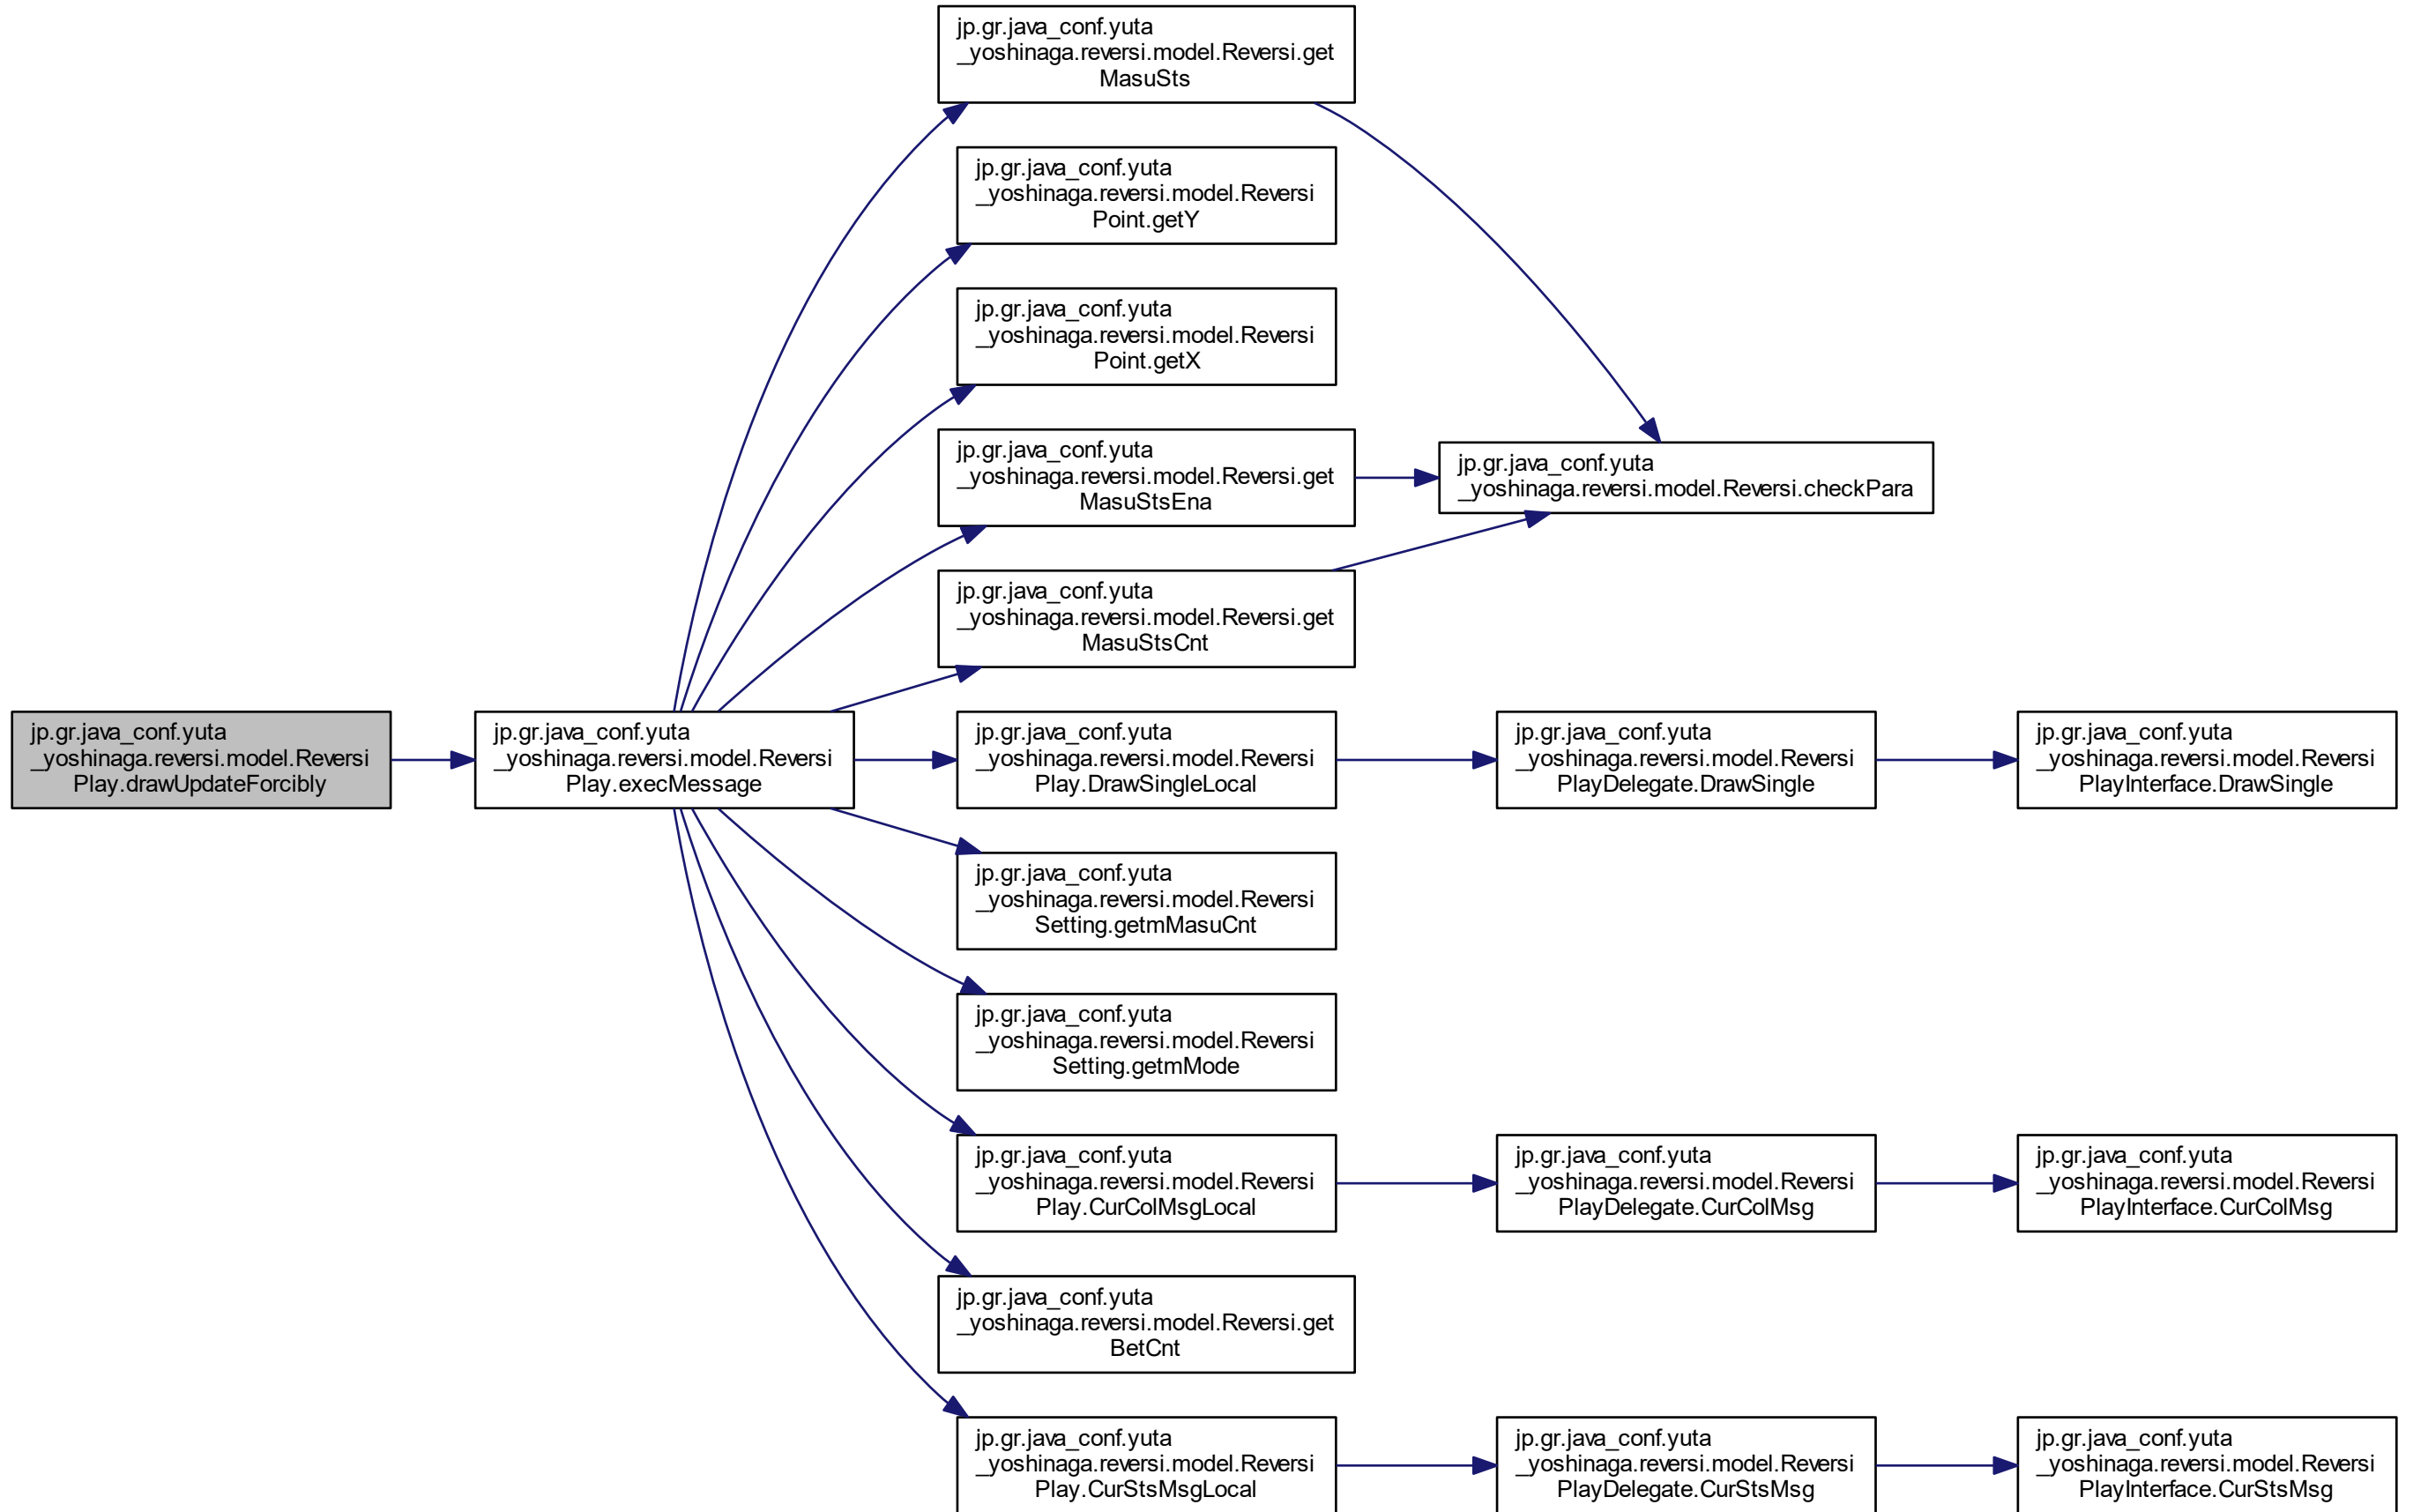 jp.gr.java_conf.yuta
_yoshinaga.reversi.model.Reversi.get
MasuSts
jp.gr.java_conf.yuta
_yoshinaga.reversi.model.Reversi
Point.getY
jp.gr.java_conf.yuta
_yoshinaga.reversi.model.Reversi
Point.getX
jp.gr.java_conf.yuta
_yoshinaga.reversi.model.Reversi.get
MasuStsEna
jp.gr.java_conf.yuta
_yoshinaga.reversi.model.Reversi.checkPara
jp.gr.java_conf.yuta
_yoshinaga.reversi.model.Reversi.get
MasuStsCnt
jp.gr.java_conf.yuta
_yoshinaga.reversi.model.Reversi
Play.drawUpdateForcibly
jp.gr.java_conf.yuta
_yoshinaga.reversi.model.Reversi
Play.execMessage
jp.gr.java_conf.yuta
_yoshinaga.reversi.model.Reversi
Play.DrawSingleLocal
jp.gr.java_conf.yuta
_yoshinaga.reversi.model.Reversi
PlayDelegate.DrawSingle
jp.gr.java_conf.yuta
_yoshinaga.reversi.model.Reversi
PlayInterface.DrawSingle
jp.gr.java_conf.yuta
_yoshinaga.reversi.model.Reversi
Setting.getmMasuCnt
jp.gr.java_conf.yuta
_yoshinaga.reversi.model.Reversi
Setting.getmMode
jp.gr.java_conf.yuta
_yoshinaga.reversi.model.Reversi
Play.CurColMsgLocal
jp.gr.java_conf.yuta
_yoshinaga.reversi.model.Reversi
PlayDelegate.CurColMsg
jp.gr.java_conf.yuta
_yoshinaga.reversi.model.Reversi
PlayInterface.CurColMsg
jp.gr.java_conf.yuta
_yoshinaga.reversi.model.Reversi.get
BetCnt
jp.gr.java_conf.yuta
_yoshinaga.reversi.model.Reversi
Play.CurStsMsgLocal
jp.gr.java_conf.yuta
_yoshinaga.reversi.model.Reversi
PlayDelegate.CurStsMsg
jp.gr.java_conf.yuta
_yoshinaga.reversi.model.Reversi
PlayInterface.CurStsMsg